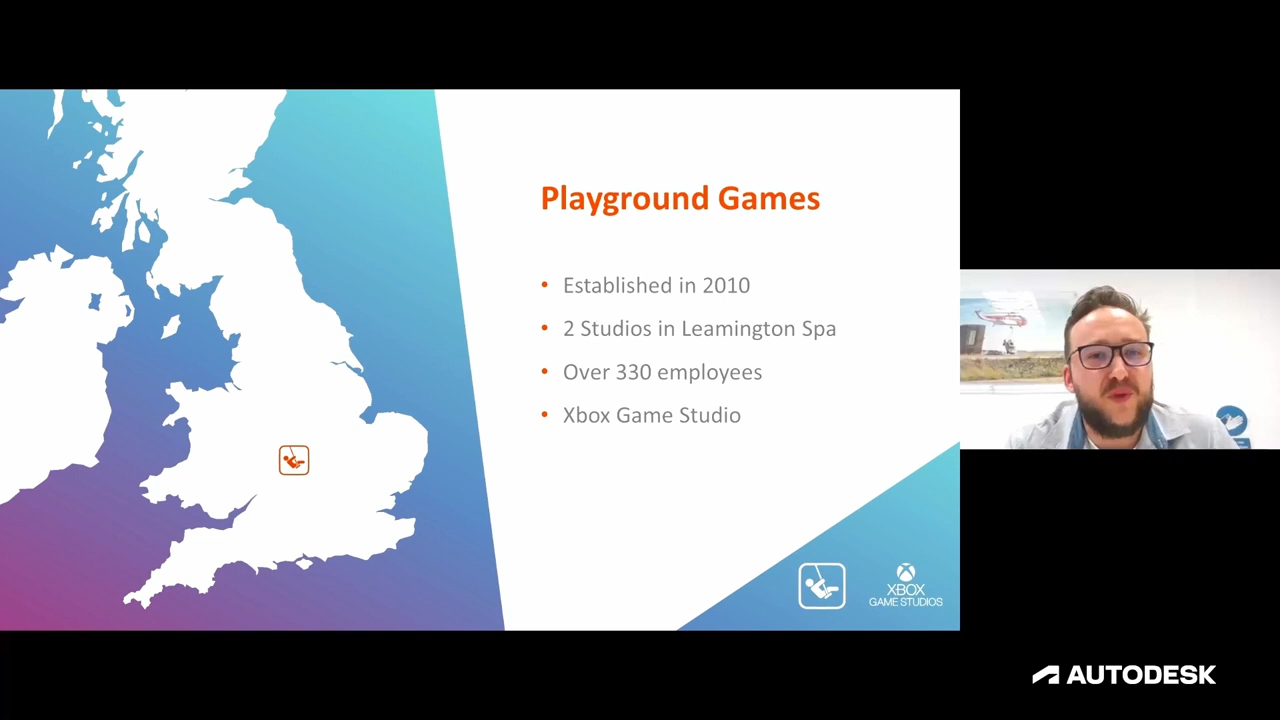 Playground Games
• Established in 2010
• 2 Studios in Leamington Spa
• Over 330 employees
• Xbox Game Studio
XBOX
GAME STUDIOS
AUTODESK